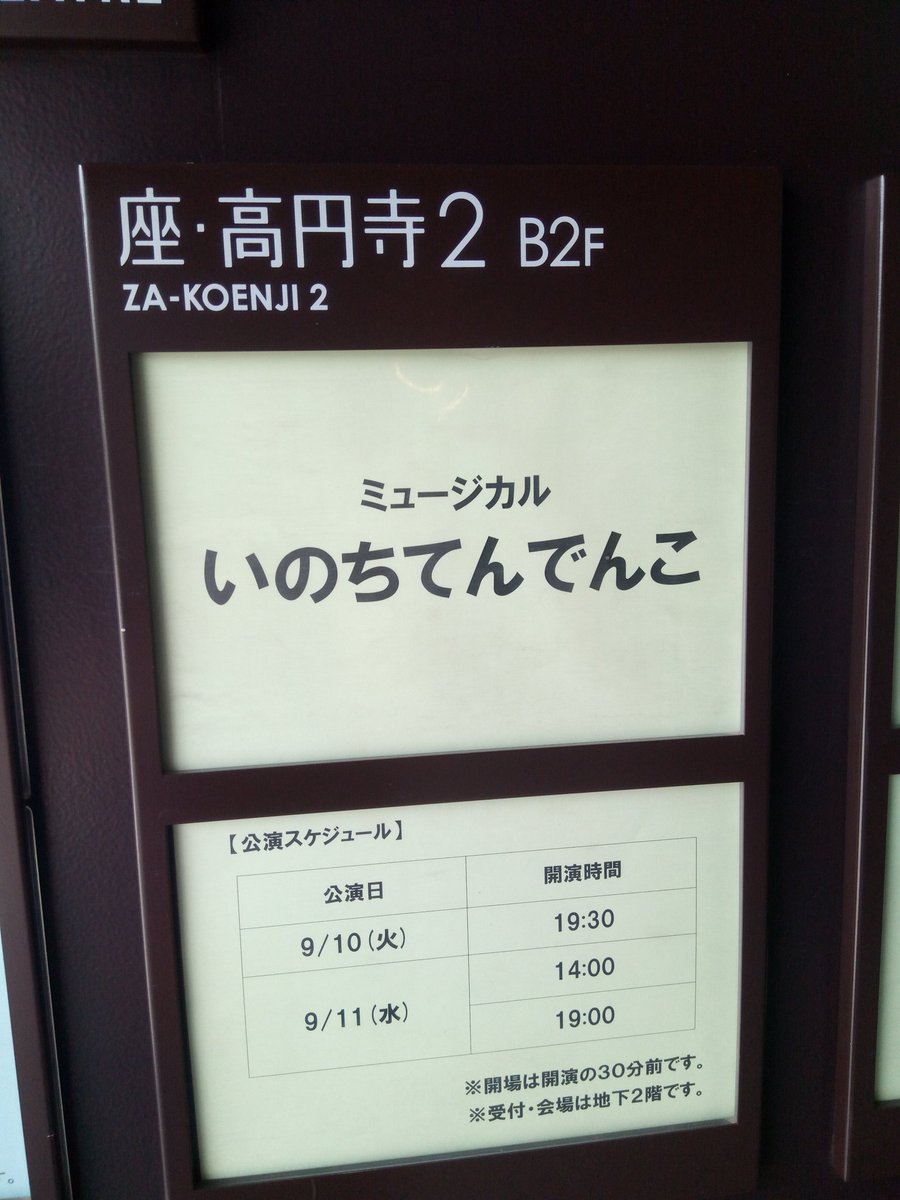 座・高円寺2 B2F
ZA-KOENJI 2
ミュージカル
いのちてんでんこ
【公演スケジュール】
公演日 開演時間
9/10(火) 19:30
9/11(水) 14:00
19:00
※開場は開演の30分前です。
※受付・会場は地下2階です。